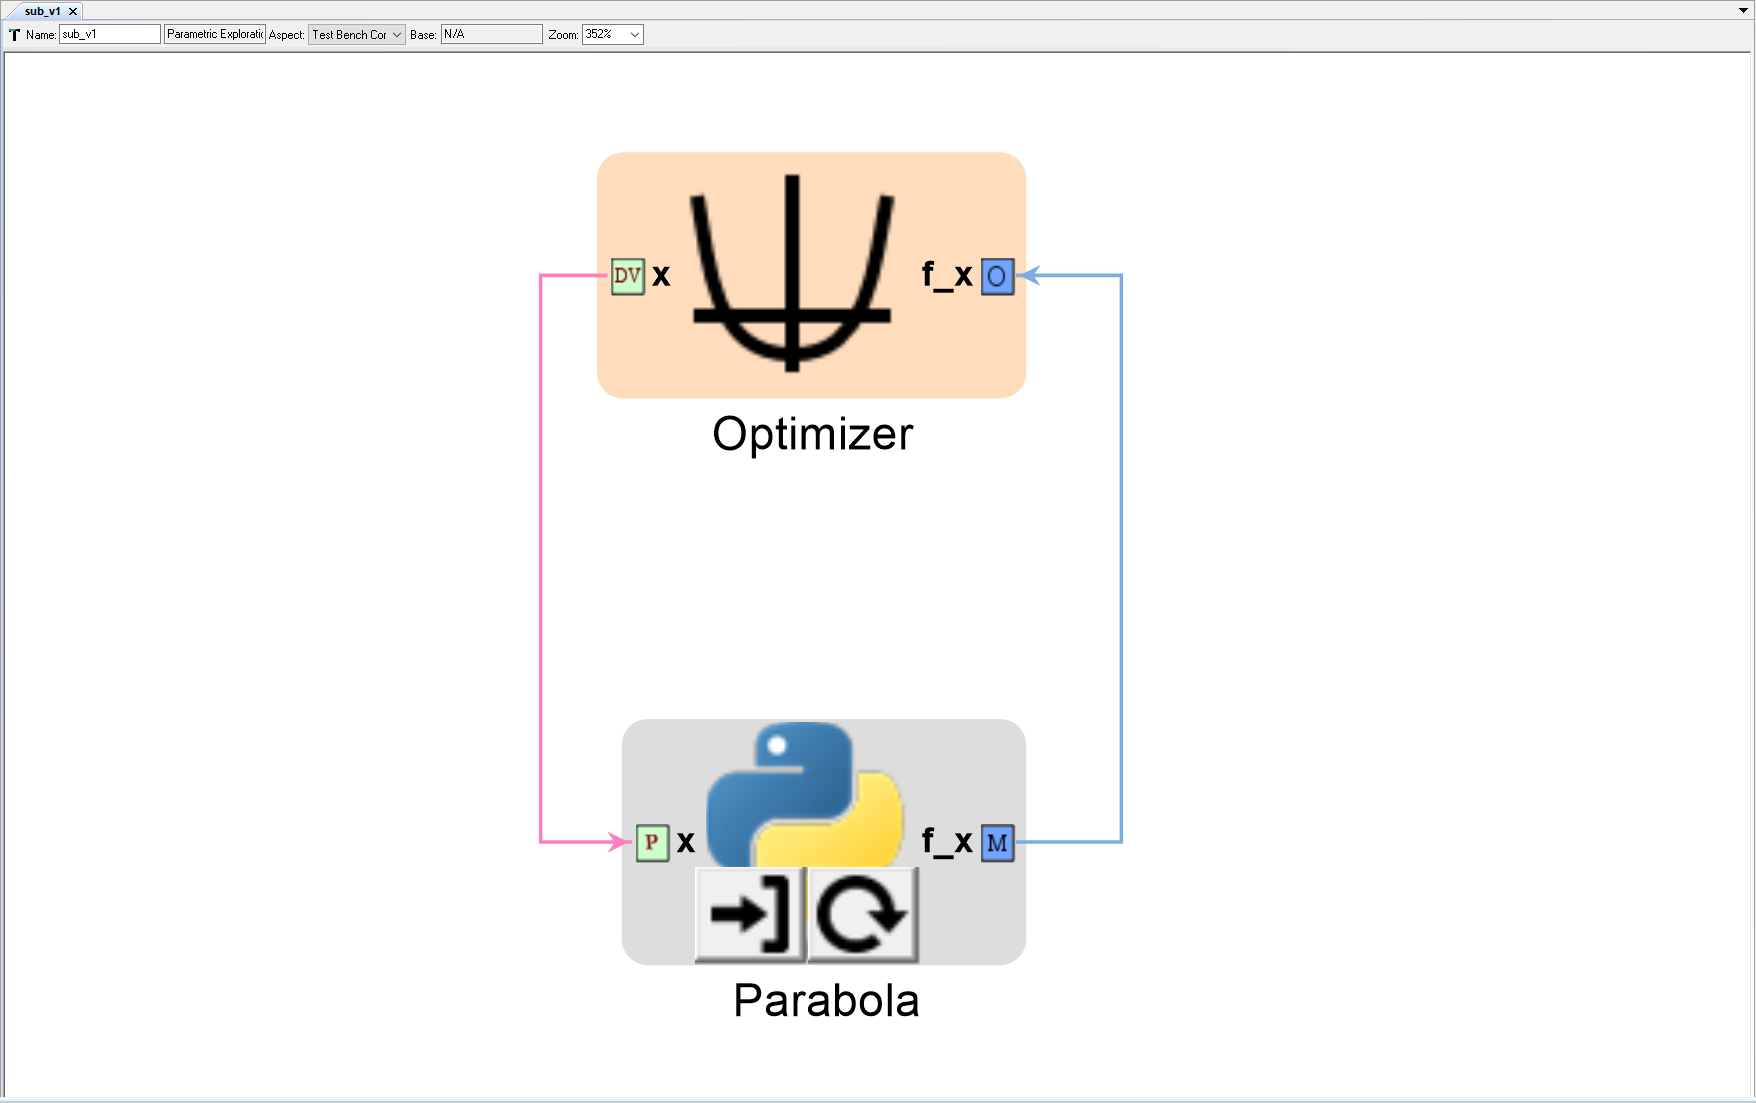 sub_v1
Name: sub_v1 Parametric Exploratic Aspect: Test Bench Cor Base: N/A Zoom: 352%
DV x f_x O
Optimizer
P x f_x M
Parabola